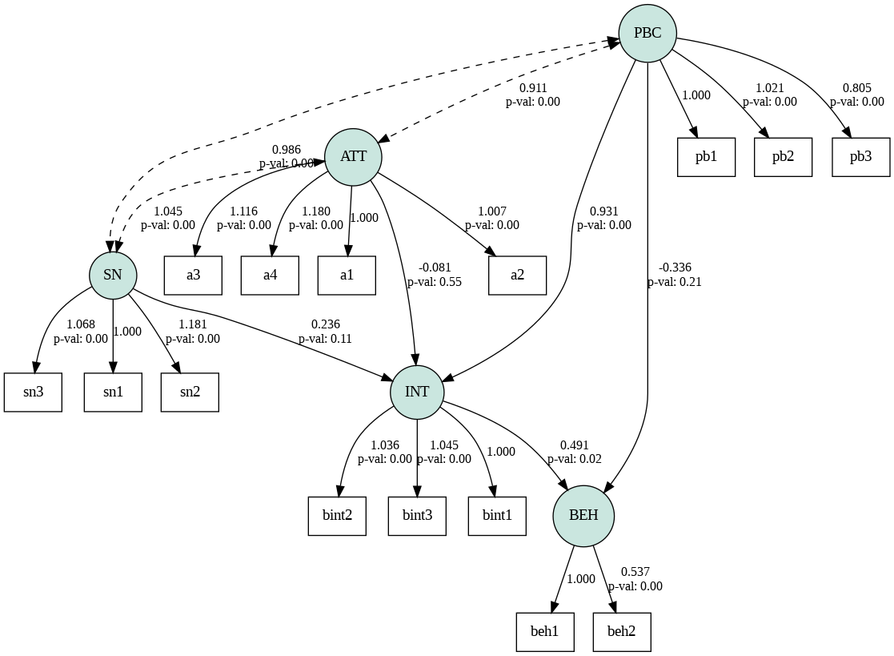 PBC
0.911
p-val: 0.00
1.000
1.021
p-val: 0.00
0.805
p-val: 0.00
pb1
pb2
pb3
0.986
p-val: 0.00
ATT
1.045
p-val: 0.00
1.116
p-val: 0.00
1.180
p-val: 0.00
1.000
1.007
p-val: 0.00
0.931
p-val: 0.00
SN
a3
a4
a1
a2
-0.081
p-val: 0.55
-0.336
p-val: 0.21
1.068
p-val: 0.00
1.000
1.181
p-val: 0.00
0.236
p-val: 0.11
sn3
sn1
sn2
INT
1.036
p-val: 0.00
1.045
p-val: 0.00
1.000
0.491
p-val: 0.02
bint2
bint3
bint1
BEH
1.000
0.537
p-val: 0.00
beh1
beh2